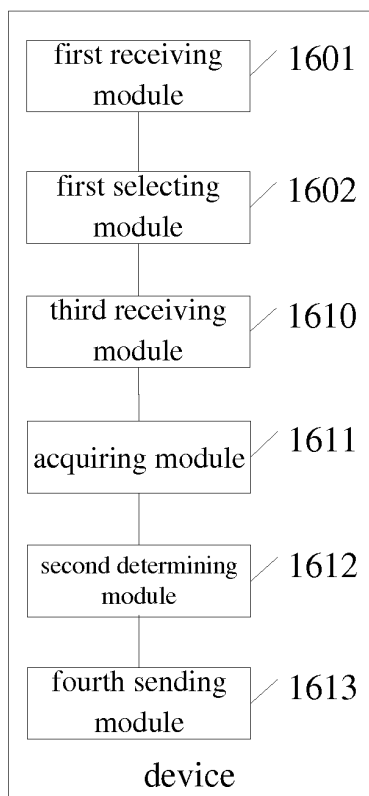 first receiving
module
1601
first selecting
module
1602
third receiving
module
1610
acquiring module
1611
second determining
module
1612
fourth sending
module
1613
device